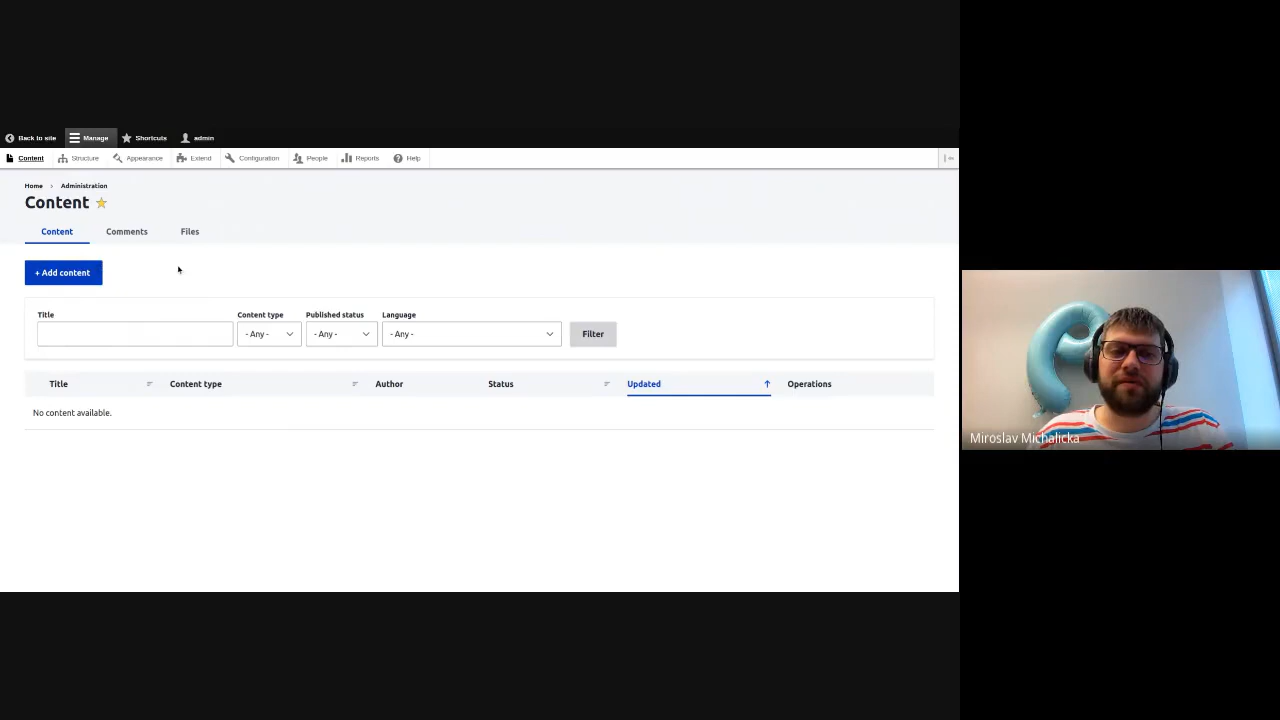 Back to site Manage Shortcuts admin
Content Structure Appearance Extend Configuration People Reports Help
Home › Administration
Content
Content Comments Files
+ Add content
Title Content type Published status Language
- Any - - Any - - Any - Filter
Title Content type Author Status Updated Operations
No content available.
Miroslav Michalicka